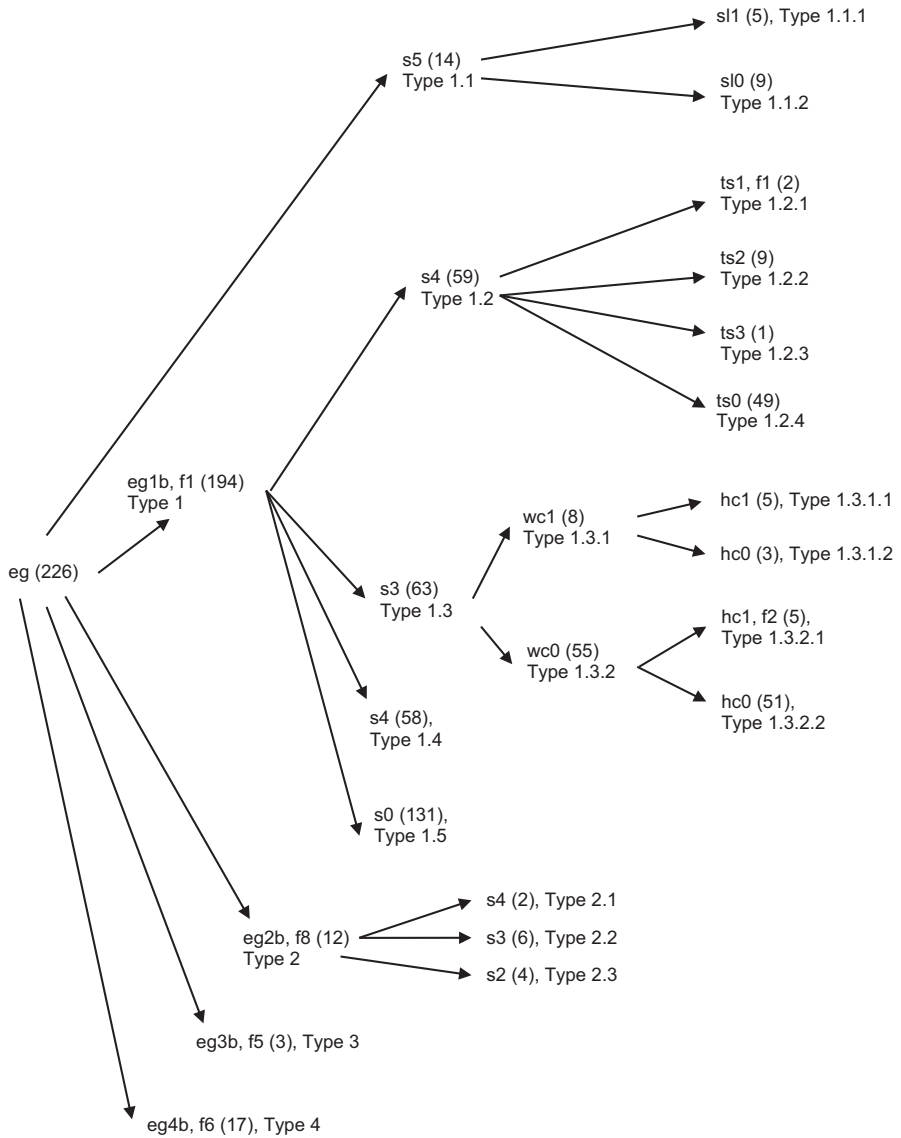 sl1 (5), Type 1.1.1
s5 (14)
Type 1.1
sl0 (9)
Type 1.1.2
ts1, f1 (2)
Type 1.2.1
s4 (59)
Type 1.2
ts2 (9)
Type 1.2.2
ts3 (1)
Type 1.2.3
ts0 (49)
Type 1.2.4
eg1b, f1 (194)
Type 1
eg (226)
s3 (63)
Type 1.3
wc1 (8)
Type 1.3.1
hc1 (5), Type 1.3.1.1
hc0 (3), Type 1.3.1.2
wc0 (55)
Type 1.3.2
hc1, f2 (5),
Type 1.3.2.1
hc0 (51),
Type 1.3.2.2
s4 (58),
Type 1.4
s0 (131),
Type 1.5
eg2b, f8 (12)
Type 2
s4 (2), Type 2.1
s3 (6), Type 2.2
s2 (4), Type 2.3
eg3b, f5 (3), Type 3
eg4b, f6 (17), Type 4